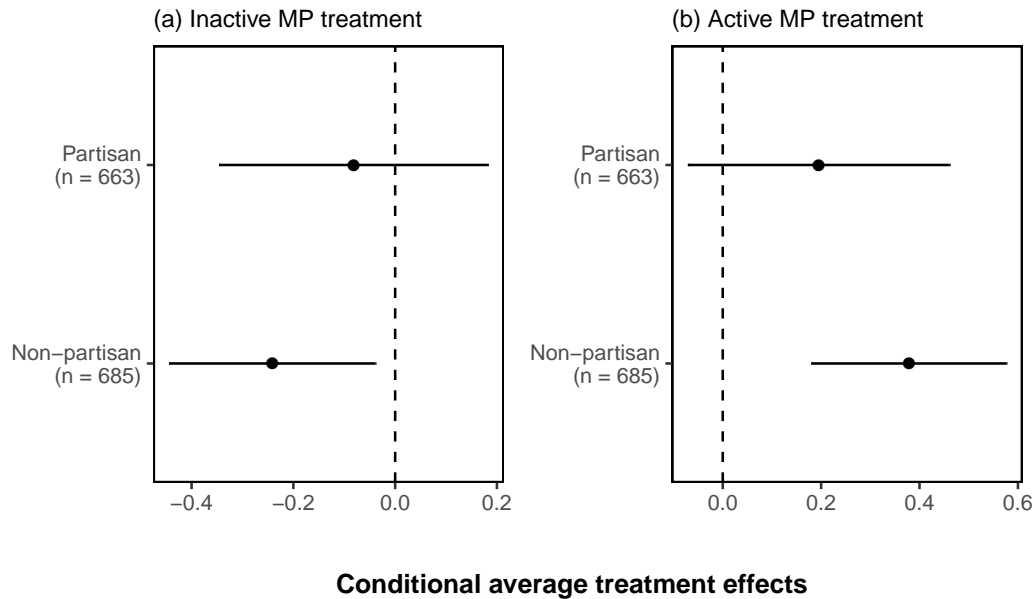 (a) Inactive MP treatment
Partisan
(n = 663)
Non−partisan
(n = 685)
−0.4 −0.2 0.0 0.2
(b) Active MP treatment
Partisan
(n = 663)
Non−partisan
(n = 685)
0.0 0.2 0.4 0.6
Conditional average treatment effects